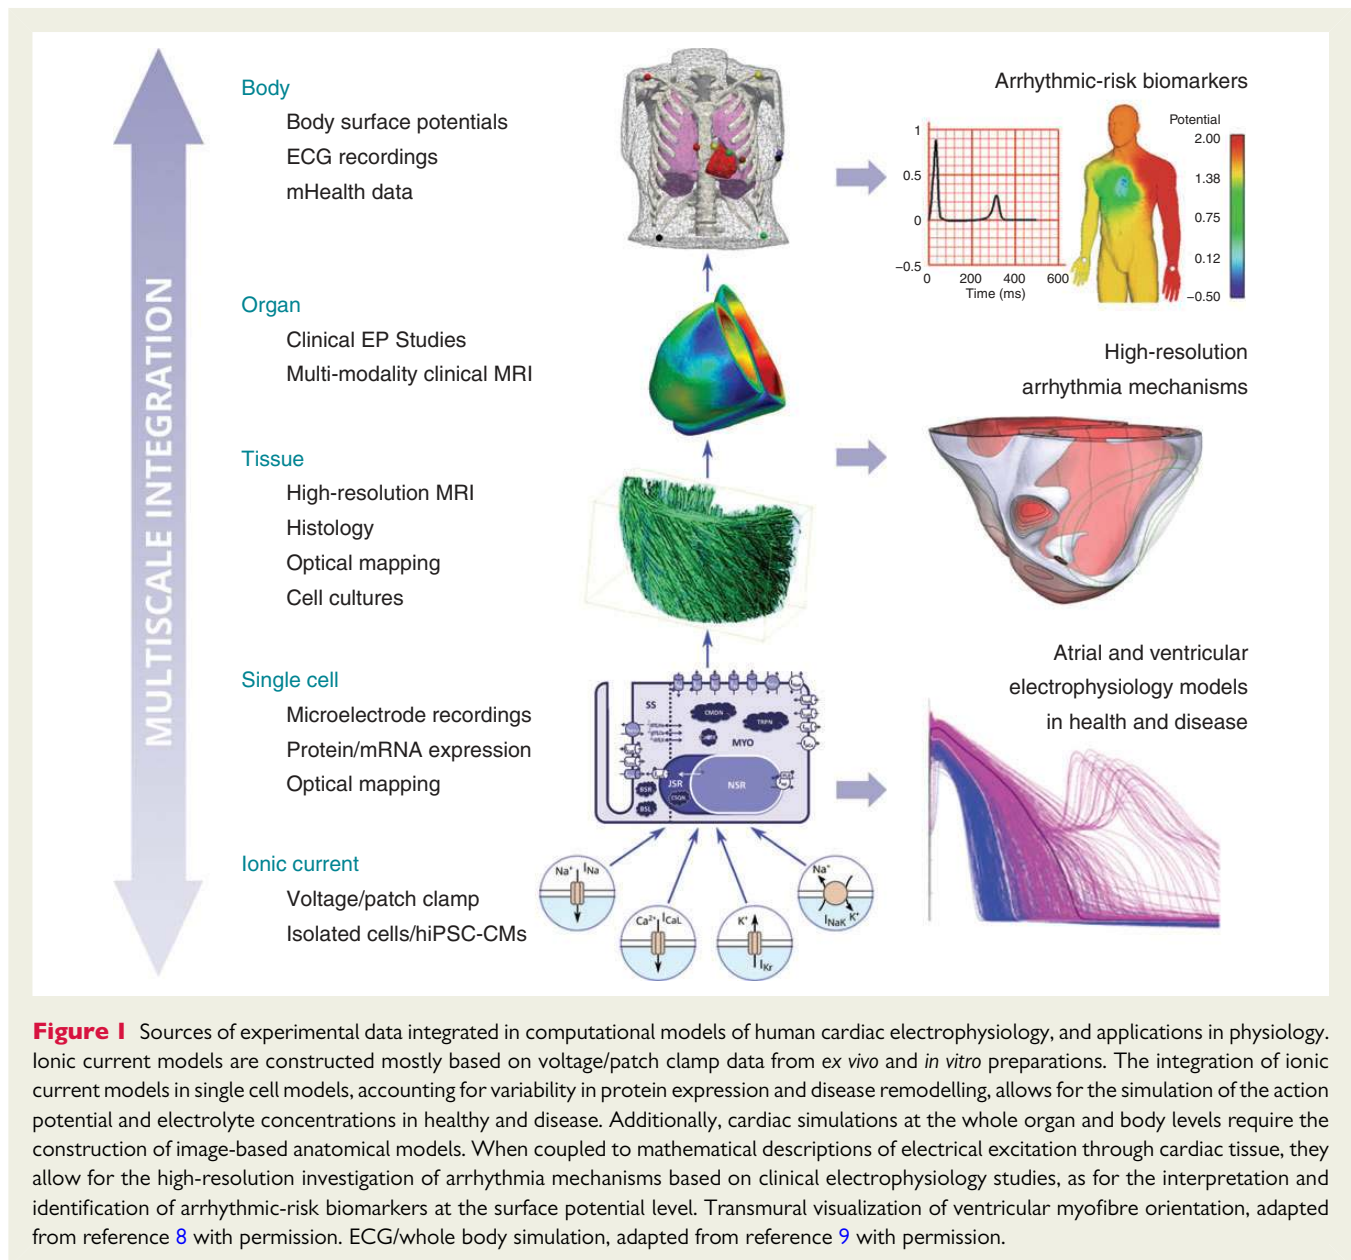 MULTISCALE INTEGRATION
Body
Body surface potentials
ECG recordings
mHealth data
Organ
Clinical EP Studies
Multi-modality clinical MRI
Tissue
High-resolution MRI
Histology
Optical mapping
Cell cultures
Single cell
Microelectrode recordings
Protein/mRNA expression
Optical mapping
Ionic current
Voltage/patch clamp
Isolated cells/hiPSC-CMs
SS
CMDN
TRPN
MYO
JSR
NSR
CSQN
BSR
BSL
Na⁺ I_Na
Ca²⁺ I_CaL
K⁺
I_Kr
Na⁺
I_NaK K⁺
Arrhythmic-risk biomarkers
1
0.5
0
−0.5
0 200 400 600
Time (ms)
Potential
2.00
1.38
0.75
0.12
−0.50
High-resolution
arrhythmia mechanisms
Atrial and ventricular
electrophysiology models
in health and disease
Figure 1 Sources of experimental data integrated in computational models of human cardiac electrophysiology, and applications in physiology.
Ionic current models are constructed mostly based on voltage/patch clamp data from ex vivo and in vitro preparations. The integration of ionic
current models in single cell models, accounting for variability in protein expression and disease remodelling, allows for the simulation of the action
potential and electrolyte concentrations in healthy and disease. Additionally, cardiac simulations at the whole organ and body levels require the
construction of image-based anatomical models. When coupled to mathematical descriptions of electrical excitation through cardiac tissue, they
allow for the high-resolution investigation of arrhythmia mechanisms based on clinical electrophysiology studies, as for the interpretation and
identification of arrhythmic-risk biomarkers at the surface potential level. Transmural visualization of ventricular myofibre orientation, adapted
from reference 8 with permission. ECG/whole body simulation, adapted from reference 9 with permission.